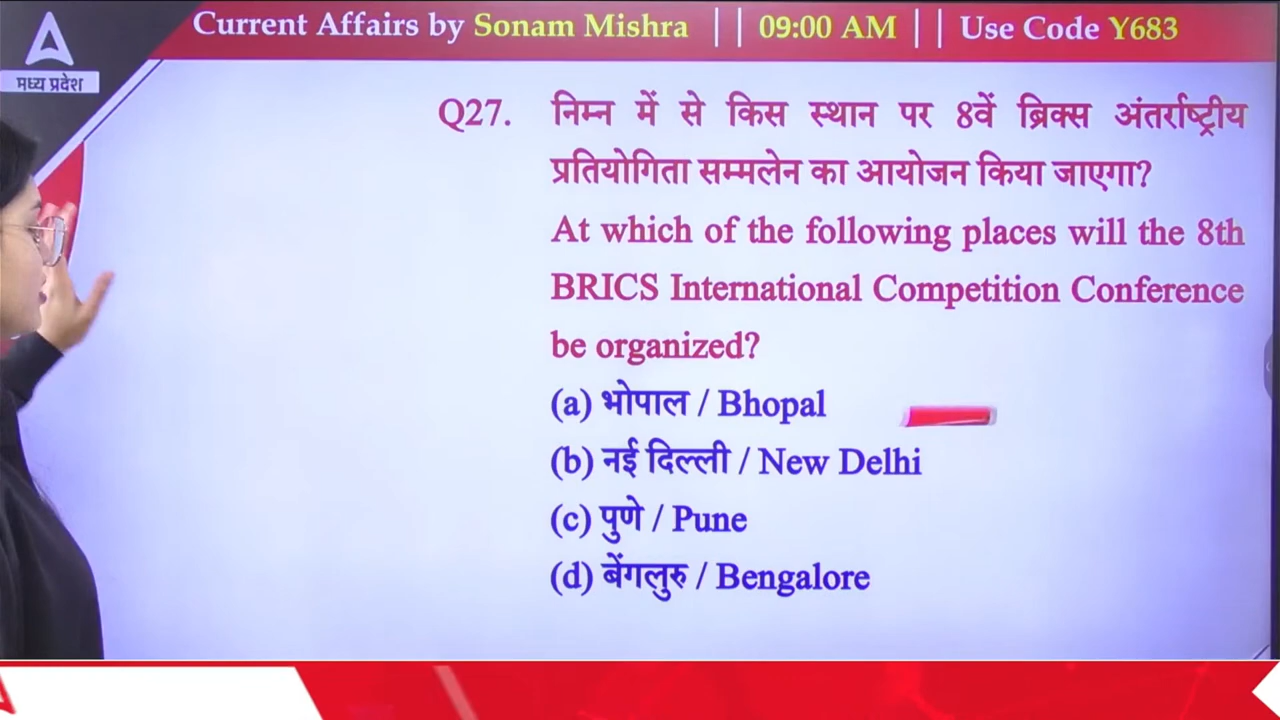 Current Affairs by Sonam Mishra || 09:00 AM || Use Code Y683
मध्य प्रदेश
Q27. निम्न में से किस स्थान पर 8वें ब्रिक्स अंतर्राष्ट्रीय
प्रतियोगिता सम्मलेन का आयोजन किया जाएगा?
At which of the following places will the 8th
BRICS International Competition Conference
be organized?
(a) भोपाल / Bhopal
(b) नई दिल्ली / New Delhi
(c) पुणे / Pune
(d) बेंगलुरु / Bengalore